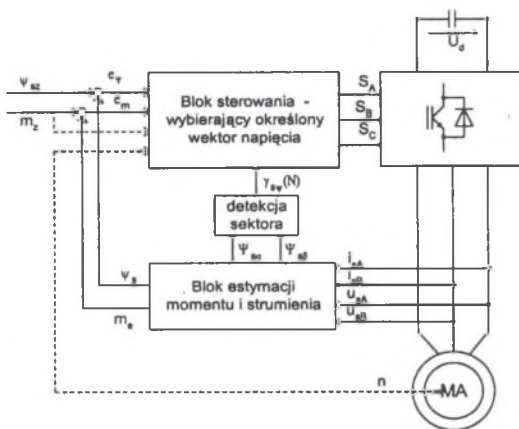 U_d
ψ_sz
e_ψ
e_m
m_z
Blok sterowania -
wybierający określony
wektor napięcia
S_A
S_B
S_C
γ_sψ(N)
detekcja
sektora
Ψ_sα
Ψ_sβ
ψ_s
m_e
Blok estymacji
momentu i strumienia
i_sA
i_sB
u_sA
u_sB
n
MA